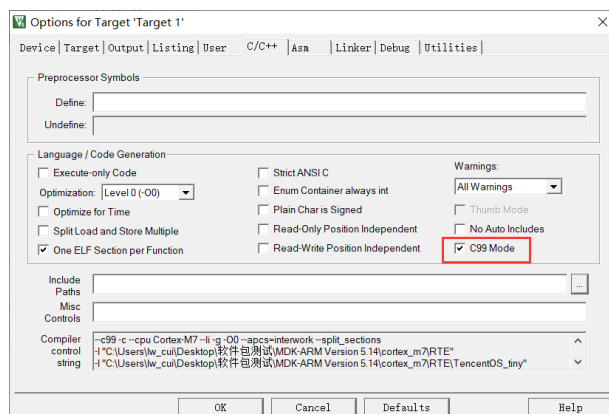 Options for Target 'Target 1'
Device Target Output Listing User C/C++ Asm Linker Debug Utilities
Preprocessor Symbols
Define:
Undefine:
Language / Code Generation
Execute-only Code
Strict ANSI C
Warnings:
Optimization: Level 0 (-O0)
Enum Container always int
All Warnings
Optimize for Time
Plain Char is Signed
Thumb Mode
Split Load and Store Multiple
Read-Only Position Independent
No Auto Includes
One ELF Section per Function
Read-Write Position Independent
C99 Mode
Include Paths
...
Misc Controls
Compiler control string
--c99 -c --cpu Cortex-M7 --li -g -O0 --apcs=interwork --split_sections
-I "C:\Users\lw_cui\Desktop\软件包测试\MDK-ARM Version 5.14\cortex_m7\RTE"
-I "C:\Users\lw_cui\Desktop\软件包测试\MDK-ARM Version 5.14\cortex_m7\RTE\TencentOS_tiny"
OK Cancel Defaults Help